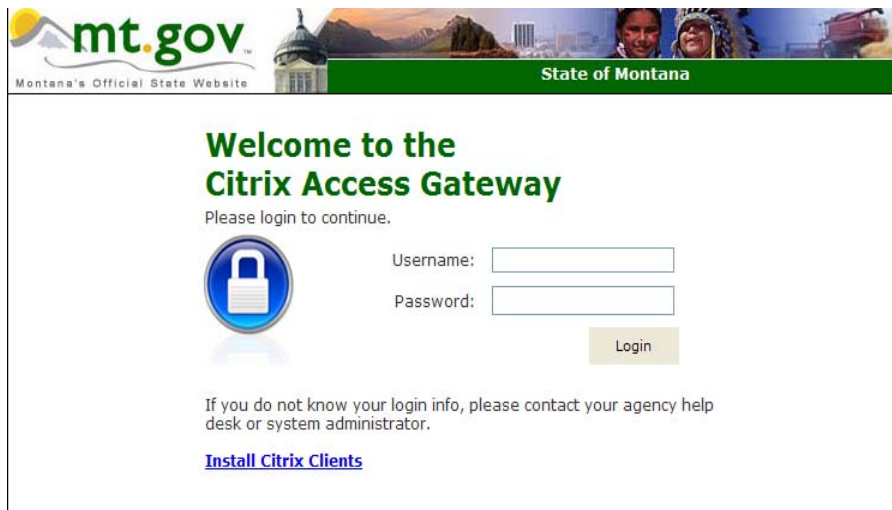 mt.gov
Montana's Official State Website
State of Montana
Welcome to the
Citrix Access Gateway
Please login to continue.
Username:
Password:
Login
If you do not know your login info, please contact your agency help
desk or system administrator.
Install Citrix Clients